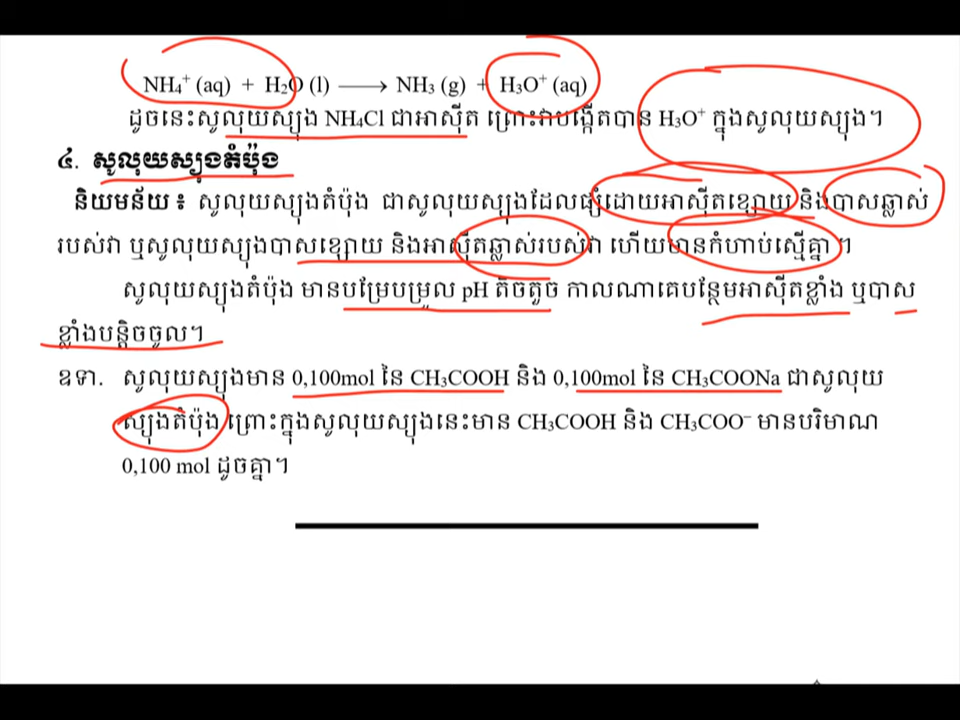 NH₄⁺ (aq) + H₂O (l) ⟶ NH₃ (g) + H₃O⁺ (aq)
ដូចនេះសូលុយស្យុង NH₄Cl ជាអាស៊ីត ព្រោះវាបង្កើតបាន H₃O⁺ ក្នុងសូលុយស្យុង។
៤. សូលុយស្យុងតំប៉ុង
និយមន័យ៖ សូលុយស្យុងតំប៉ុង ជាសូលុយស្យុងដែលផ្សំដោយអាស៊ីតខ្សោយ និងបាសឆ្លាស់
របស់វា ឬសូលុយស្យុងបាសខ្សោយ និងអាស៊ីតឆ្លាស់របស់វា ហើយមានកំហាប់ស្មើគ្នា ។
សូលុយស្យុងតំប៉ុង មានបម្រែបម្រួល pH តិចតួច កាលណាគេបន្ថែមអាស៊ីតខ្លាំង ឬបាស
ខ្លាំងបន្តិចចូល។
ឧទា. សូលុយស្យុងមាន 0,100mol នៃ CH₃COOH និង 0,100mol នៃ CH₃COONa ជាសូលុយ
ស្យុងតំប៉ុង ព្រោះក្នុងសូលុយស្យុងនេះមាន CH₃COOH និង CH₃COO⁻ មានបរិមាណ
0,100 mol ដូចគ្នា។